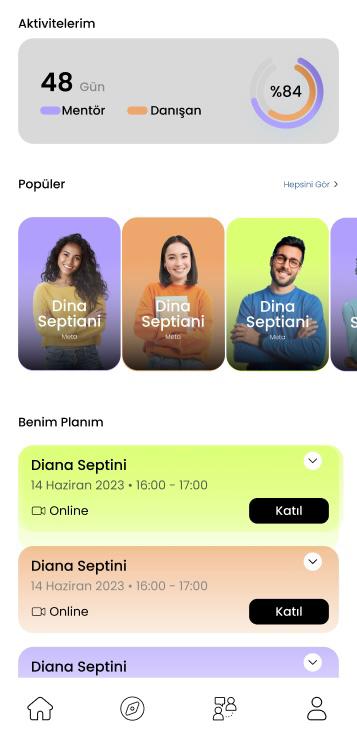 Aktivitelerim
48 Gün
%84
Mentör Danışan
Popüler
Hepsini Gör
Dina
Septiani
Meta
Dina
Septiani
Meta
Dina
Septiani
Meta
S
Benim Planım
Diana Septini
14 Haziran 2023 • 16:00 - 17:00
Online
Katıl
Diana Septini
14 Haziran 2023 • 16:00 - 17:00
Online
Katıl
Diana Septini